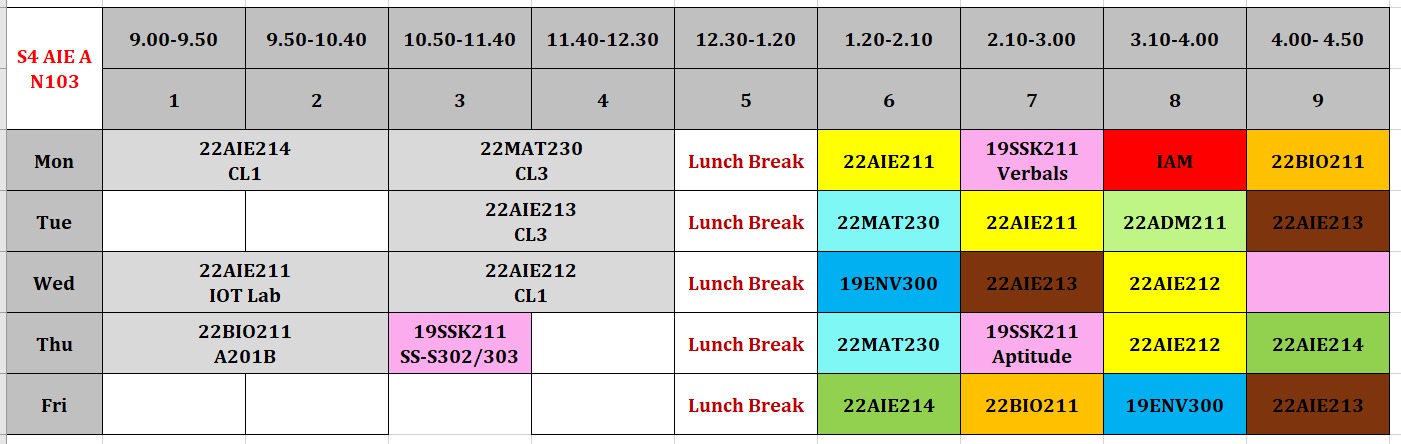 S4 AIE A
N103
9.00-9.50 9.50-10.40 10.50-11.40 11.40-12.30 12.30-1.20 1.20-2.10 2.10-3.00 3.10-4.00 4.00- 4.50
1 2 3 4 5 6 7 8 9
Mon
22AIE214
CL1
22MAT230
CL3
Lunch Break
22AIE211
19SSK211
Verbals
IAM
22BIO211
Tue
22AIE213
CL3
Lunch Break
22MAT230
22AIE211
22ADM211
22AIE213
Wed
22AIE211
IOT Lab
22AIE212
CL1
Lunch Break
19ENV300
22AIE213
22AIE212
Thu
22BIO211
A201B
19SSK211
SS-S302/303
Lunch Break
22MAT230
19SSK211
Aptitude
22AIE212
22AIE214
Fri
Lunch Break
22AIE214
22BIO211
19ENV300
22AIE213